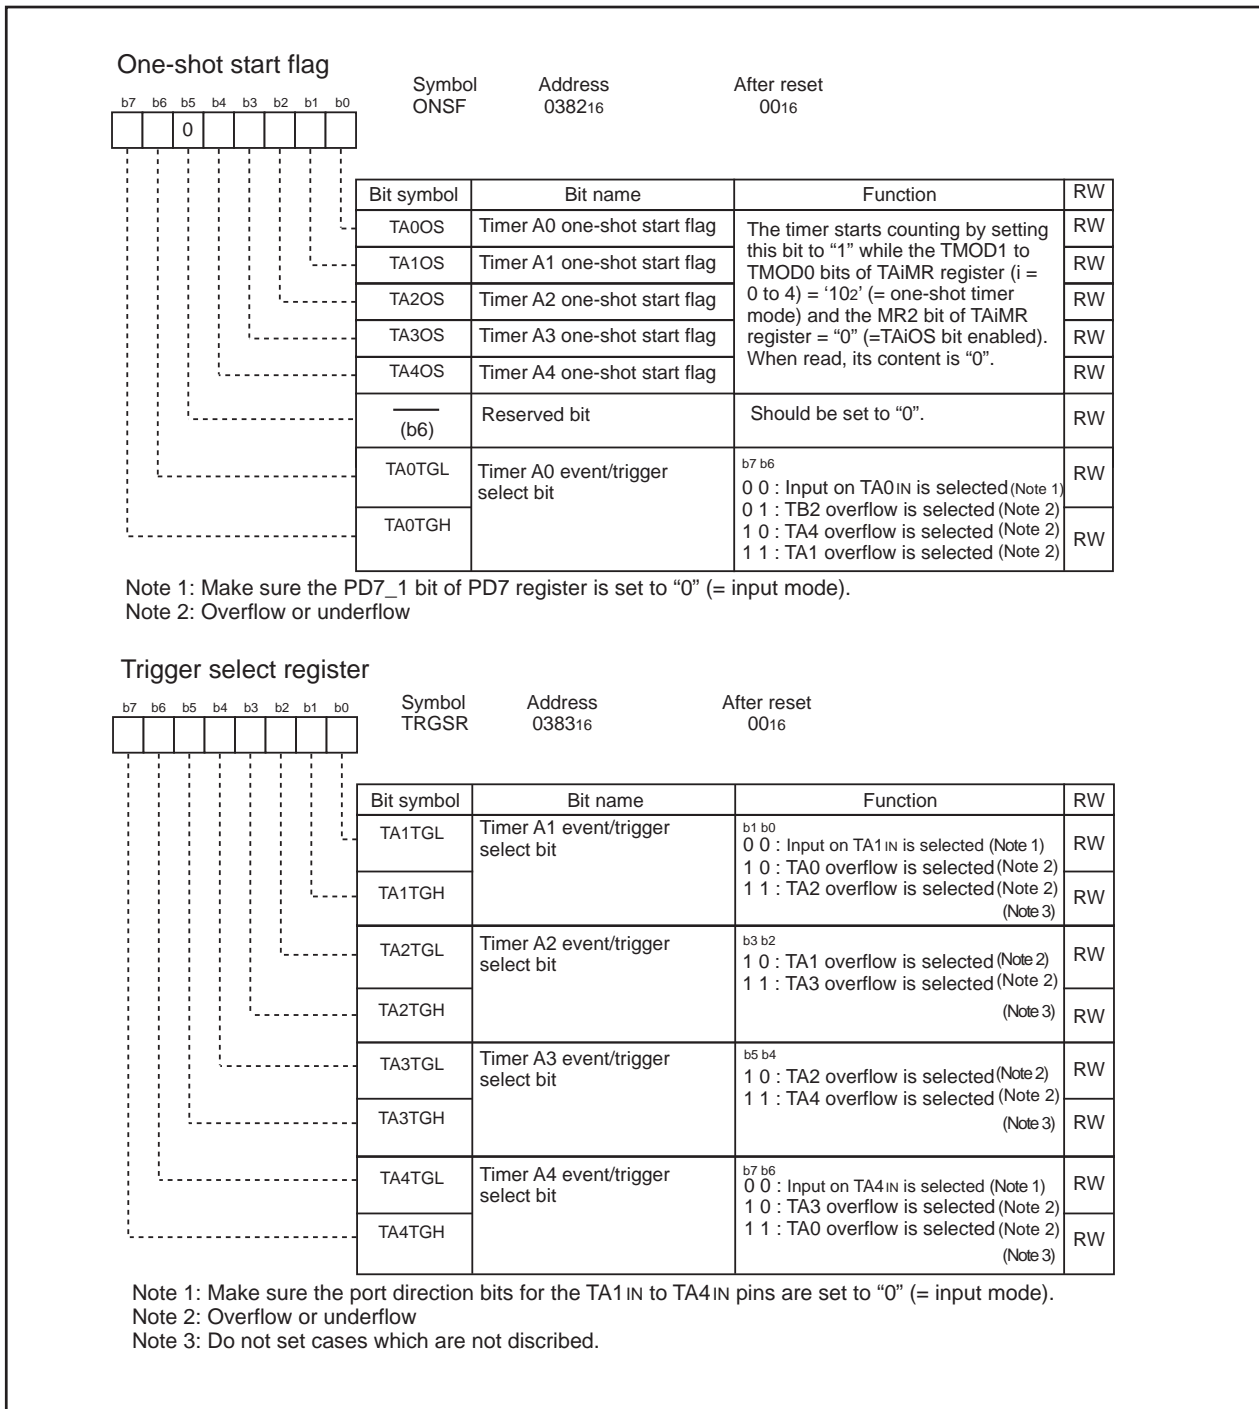 One-shot start flag
Symbol Address After reset
b7 b6 b5 b4 b3 b2 b1 b0
ONSF 038216 0016
0
Bit symbol Bit name Function RW
TA0OS Timer A0 one-shot start flag RW
TA1OS Timer A1 one-shot start flag RW
TA2OS Timer A2 one-shot start flag RW
TA3OS Timer A3 one-shot start flag RW
TA4OS Timer A4 one-shot start flag RW
The timer starts counting by setting
this bit to “1” while the TMOD1 to
TMOD0 bits of TAiMR register (i =
0 to 4) = ‘102’ (= one-shot timer
mode) and the MR2 bit of TAiMR
register = “0” (=TAiOS bit enabled).
When read, its content is “0”.
(b6) Reserved bit Should be set to “0”. RW
TA0TGL Timer A0 event/trigger
select bit
b7 b6 RW
0 0 : Input on TA0IN is selected (Note 1)
0 1 : TB2 overflow is selected (Note 2)
TA0TGH 1 0 : TA4 overflow is selected (Note 2)
1 1 : TA1 overflow is selected (Note 2) RW
Note 1: Make sure the PD7_1 bit of PD7 register is set to “0” (= input mode).
Note 2: Overflow or underflow
Trigger select register
Symbol Address After reset
b7 b6 b5 b4 b3 b2 b1 b0
TRGSR 038316 0016
Bit symbol Bit name Function RW
TA1TGL Timer A1 event/trigger
select bit
b1 b0
0 0 : Input on TA1IN is selected (Note 1) RW
1 0 : TA0 overflow is selected (Note 2)
TA1TGH 1 1 : TA2 overflow is selected (Note 2) RW
(Note 3)
TA2TGL Timer A2 event/trigger
select bit
b3 b2
1 0 : TA1 overflow is selected (Note 2) RW
1 1 : TA3 overflow is selected (Note 2)
TA2TGH (Note 3) RW
TA3TGL Timer A3 event/trigger
select bit
b5 b4
1 0 : TA2 overflow is selected (Note 2) RW
1 1 : TA4 overflow is selected (Note 2)
TA3TGH (Note 3) RW
TA4TGL Timer A4 event/trigger
select bit
b7 b6
0 0 : Input on TA4IN is selected (Note 1) RW
1 0 : TA3 overflow is selected (Note 2)
TA4TGH 1 1 : TA0 overflow is selected (Note 2) RW
(Note 3)
Note 1: Make sure the port direction bits for the TA1IN to TA4IN pins are set to “0” (= input mode).
Note 2: Overflow or underflow
Note 3: Do not set cases which are not discribed.